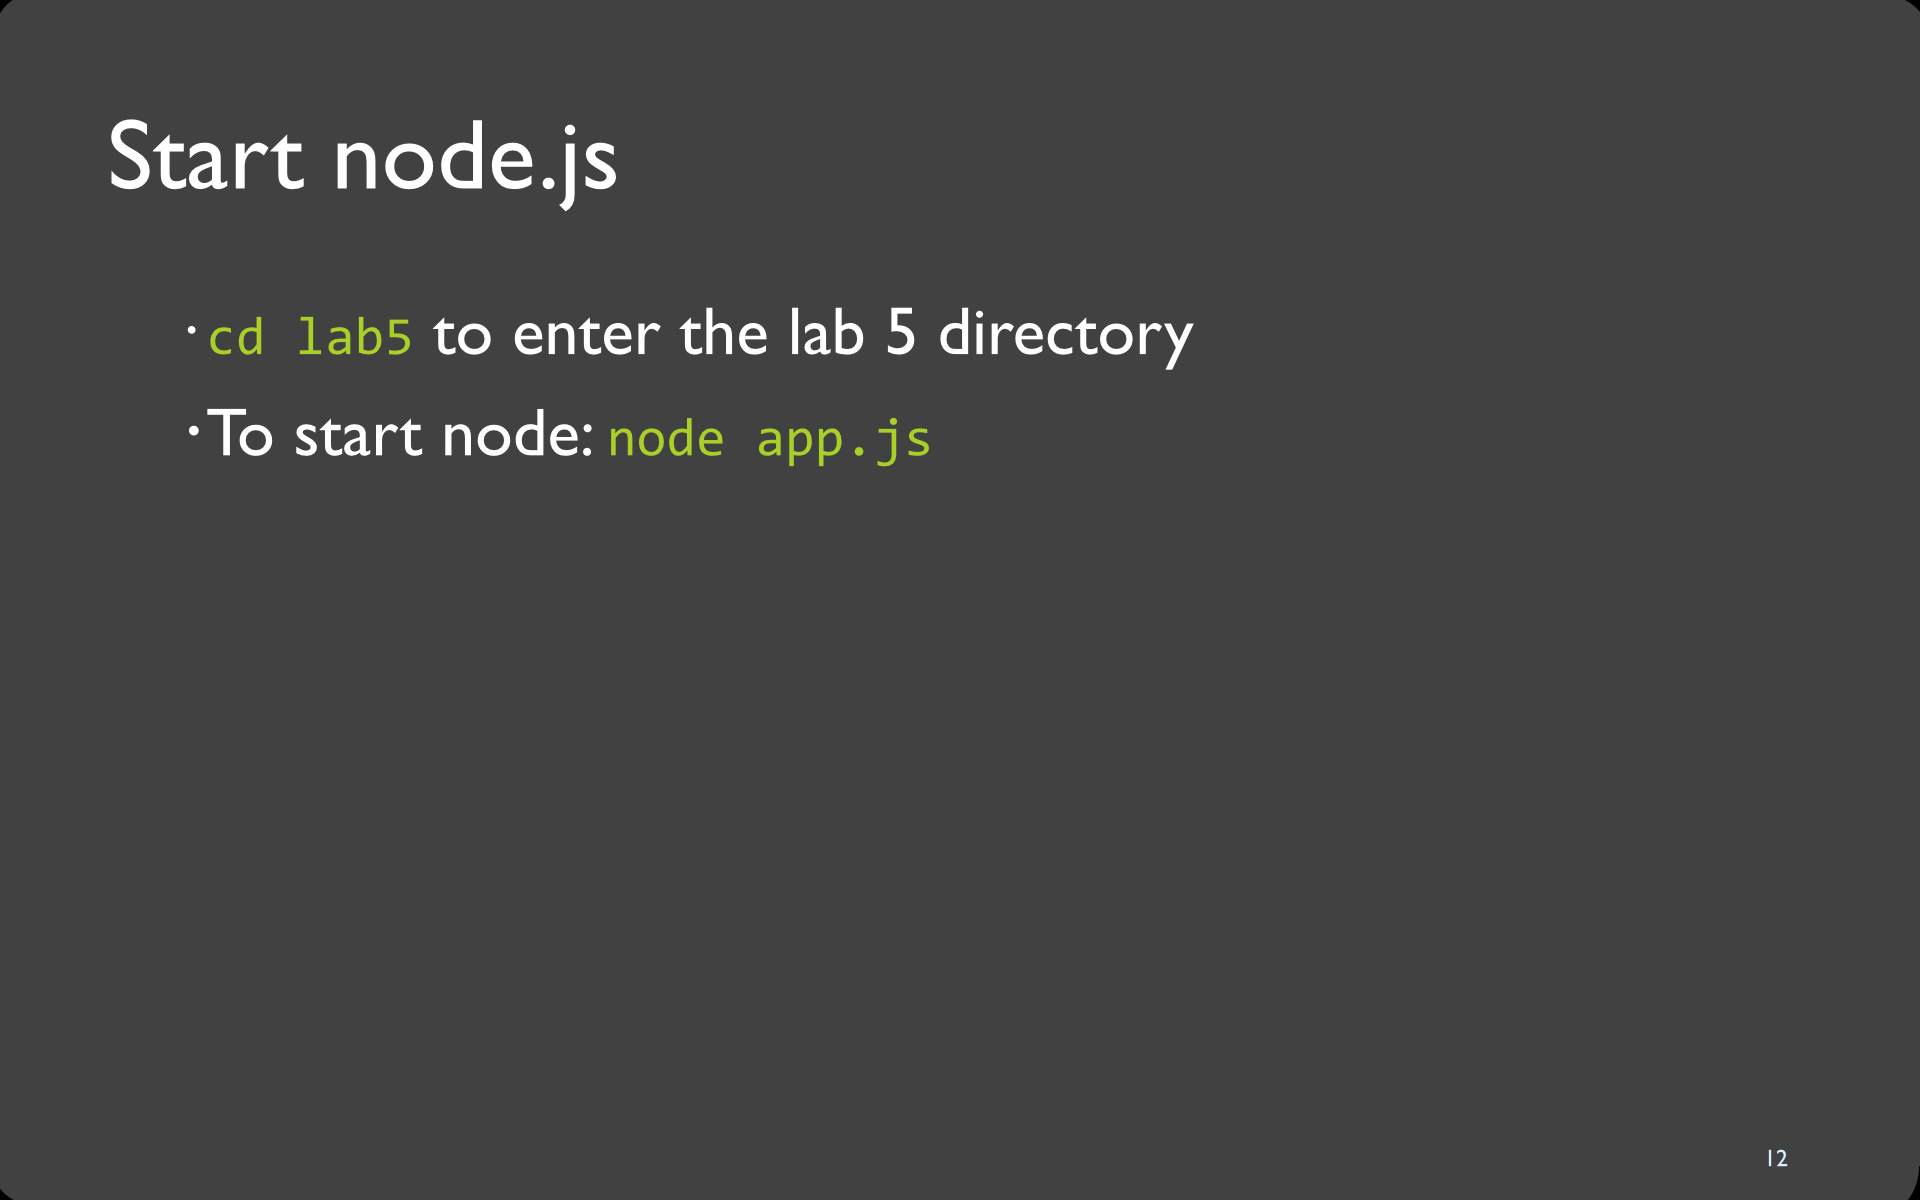 Start node.js
· cd lab5 to enter the lab 5 directory
· To start node: node app.js
12